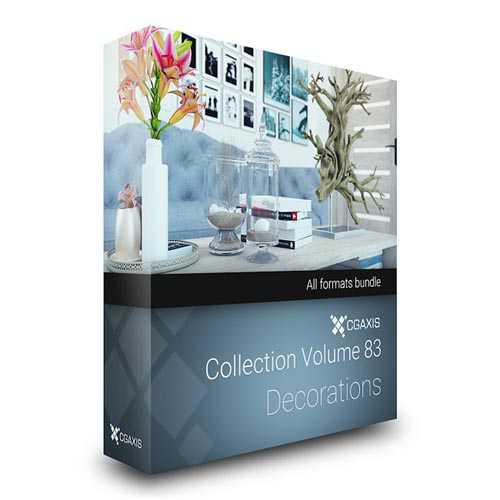 All formats bundle
CGAXIS
Collection Volume 83
Decorations
CGAXIS